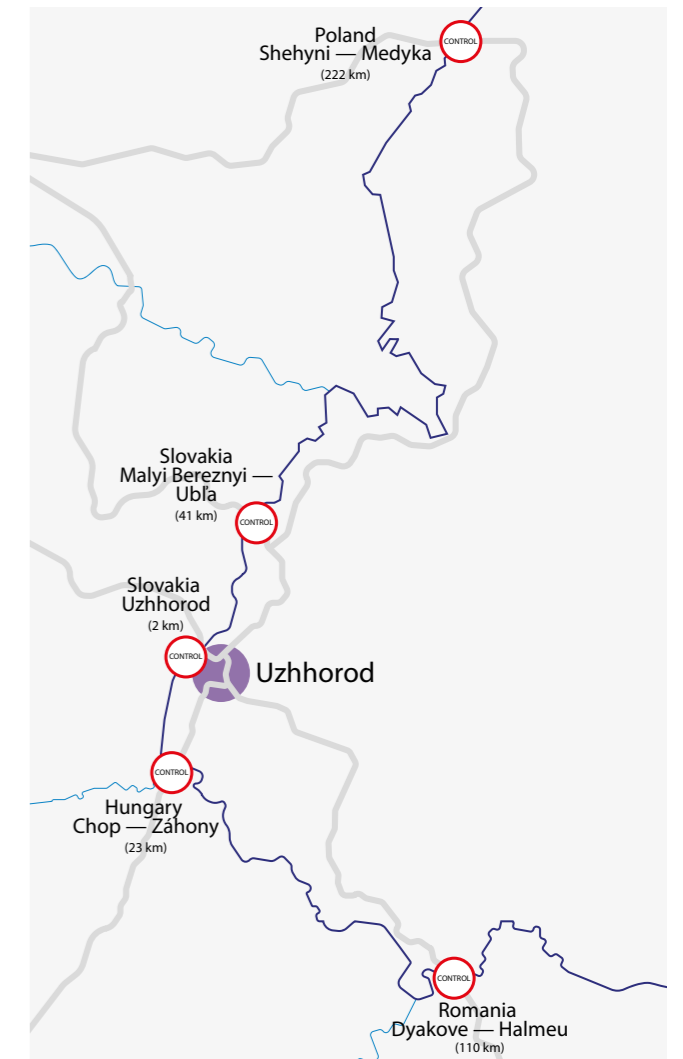 Poland
Shehyni — Medyka
(222 km)
CONTROL
Slovakia
Malyi Bereznyi —
Ubľa
(41 km)
CONTROL
Slovakia
Uzhhorod
(2 km)
CONTROL
Uzhhorod
CONTROL
Hungary
Chop — Záhony
(23 km)
CONTROL
Romania
Dyakove — Halmeu
(110 km)